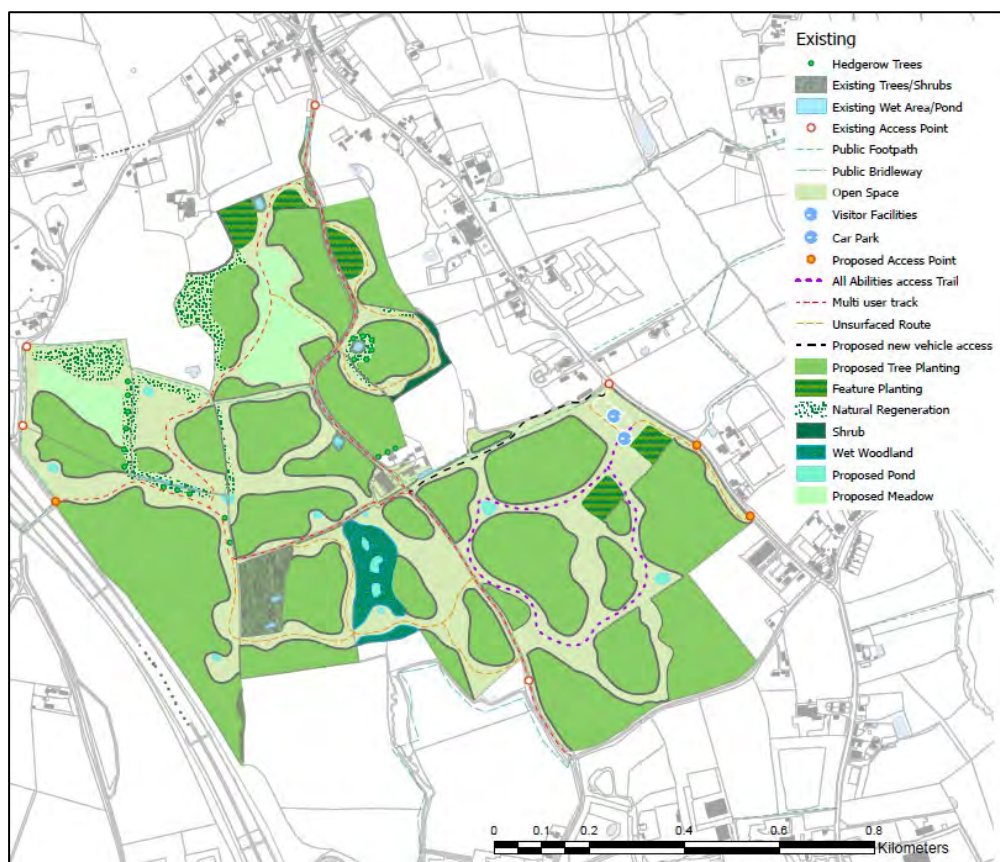 Existing
Hedgerow Trees
Existing Trees/Shrubs
Existing Wet Area/Pond
Existing Access Point
Public Footpath
Public Bridleway
Open Space
Visitor Facilities
Car Park
Proposed Access Point
All Abilities access Trail
Multi user track
Unsurfaced Route
Proposed new vehicle access
Proposed Tree Planting
Feature Planting
Natural Regeneration
Shrub
Wet Woodland
Proposed Pond
Proposed Meadow
0 0.1 0.2 0.4 0.6 0.8
Kilometers